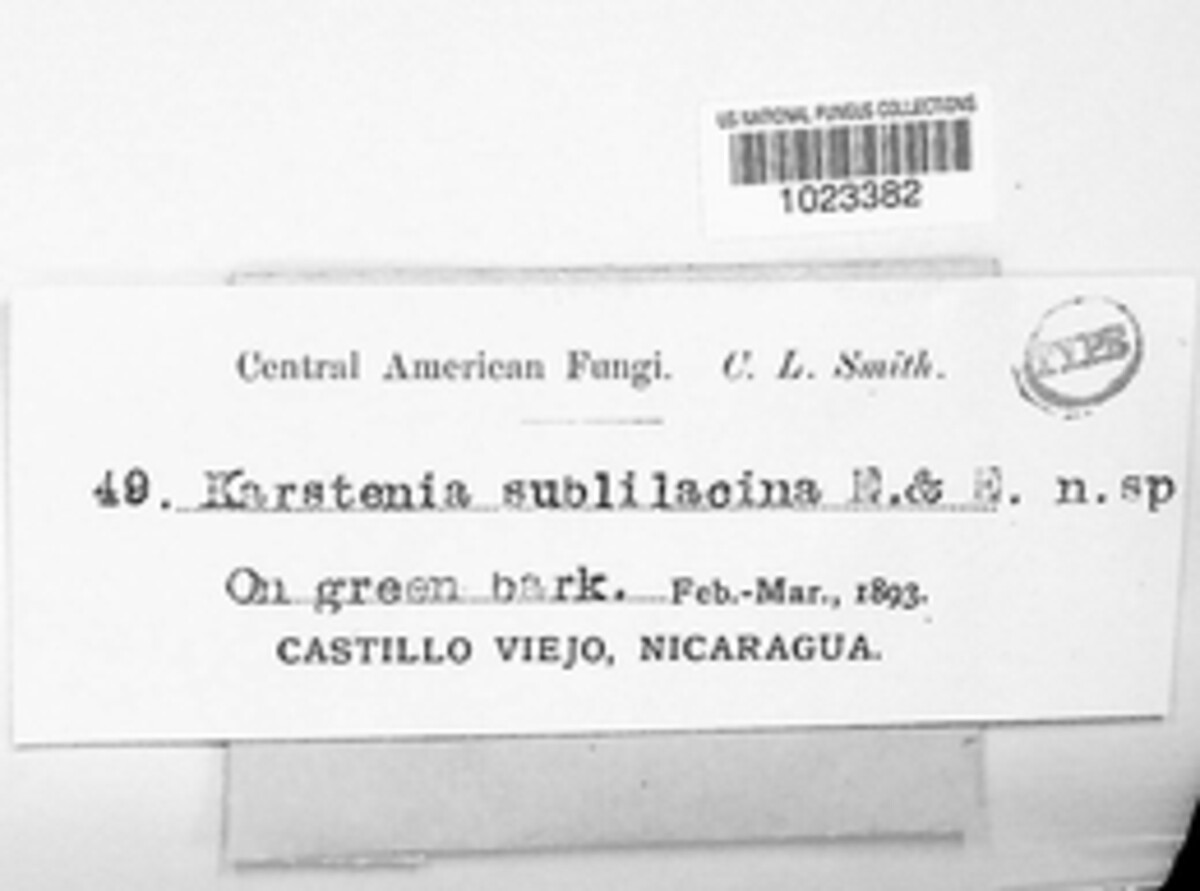 US NATIONAL FUNGUS COLLECTIONS
1023382
TYPE
Central American Fungi. C. L. Smith.
49. Karstenia sublilacina E.& E. n.sp
On green bark. Feb.-Mar., 1893.
CASTILLO VIEJO, NICARAGUA.